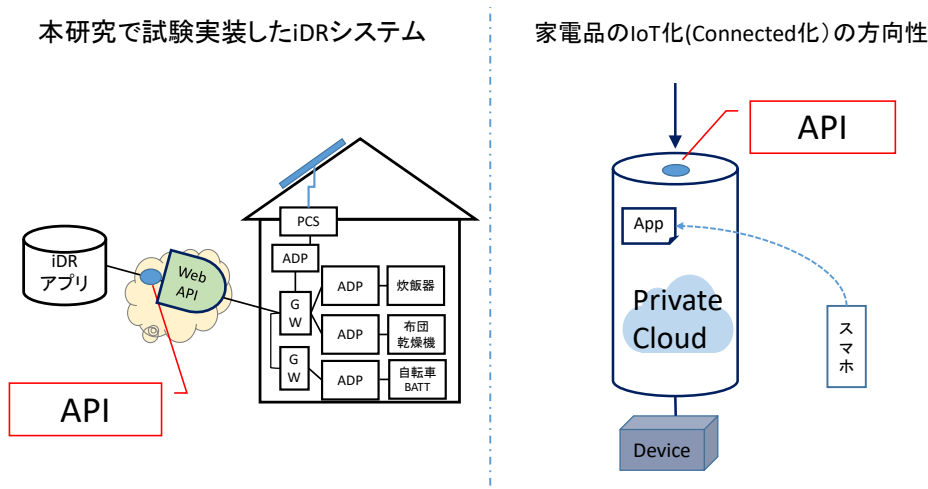 本研究で試験実装したiDRシステム
iDR
アプリ
Web
API
API
PCS
ADP
G
W
ADP
炊飯器
ADP
布団
乾燥機
G
W
ADP
自転車
BATT
家電品のIoT化(Connected化）の方向性
API
App
Private
Cloud
スマホ
Device